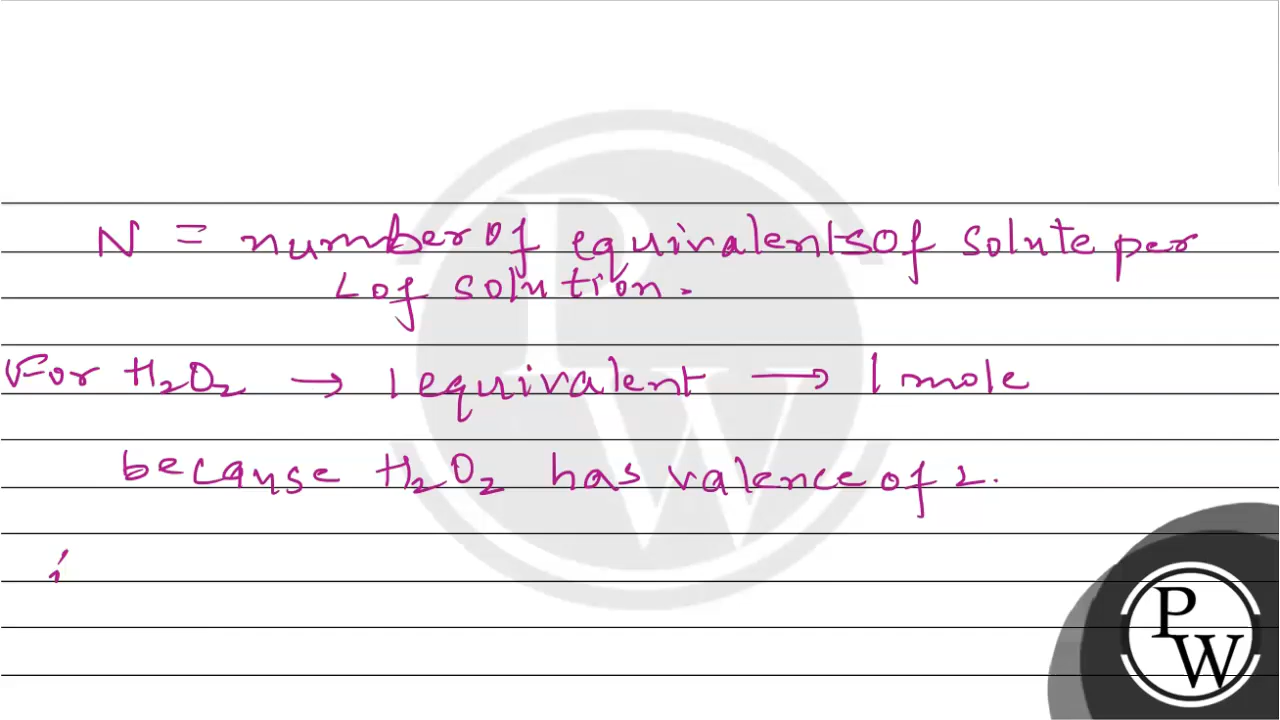 N = number of equivalents of solute per
L of solution.
For H₂O₂ → 1 equivalent → 1 mole
because H₂O₂ has valence of 2.
i
P
W